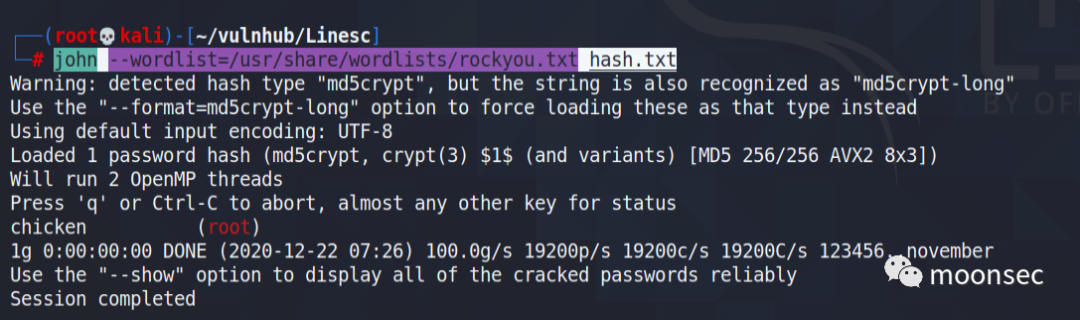 ┌──(root💀kali)-[~/vulnhub/Linesc]
└─# john --wordlist=/usr/share/wordlists/rockyou.txt hash.txt
Warning: detected hash type "md5crypt", but the string is also recognized as "md5crypt-long"
Use the "--format=md5crypt-long" option to force loading these as that type instead
Using default input encoding: UTF-8
Loaded 1 password hash (md5crypt, crypt(3) $1$ (and variants) [MD5 256/256 AVX2 8x3])
Will run 2 OpenMP threads
Press 'q' or Ctrl-C to abort, almost any other key for status
chicken          (root)
1g 0:00:00:00 DONE (2020-12-22 07:26) 100.0g/s 19200p/s 19200c/s 19200C/s 123456..november
Use the "--show" option to display all of the cracked passwords reliably
Session completed
moonsec
BY OF